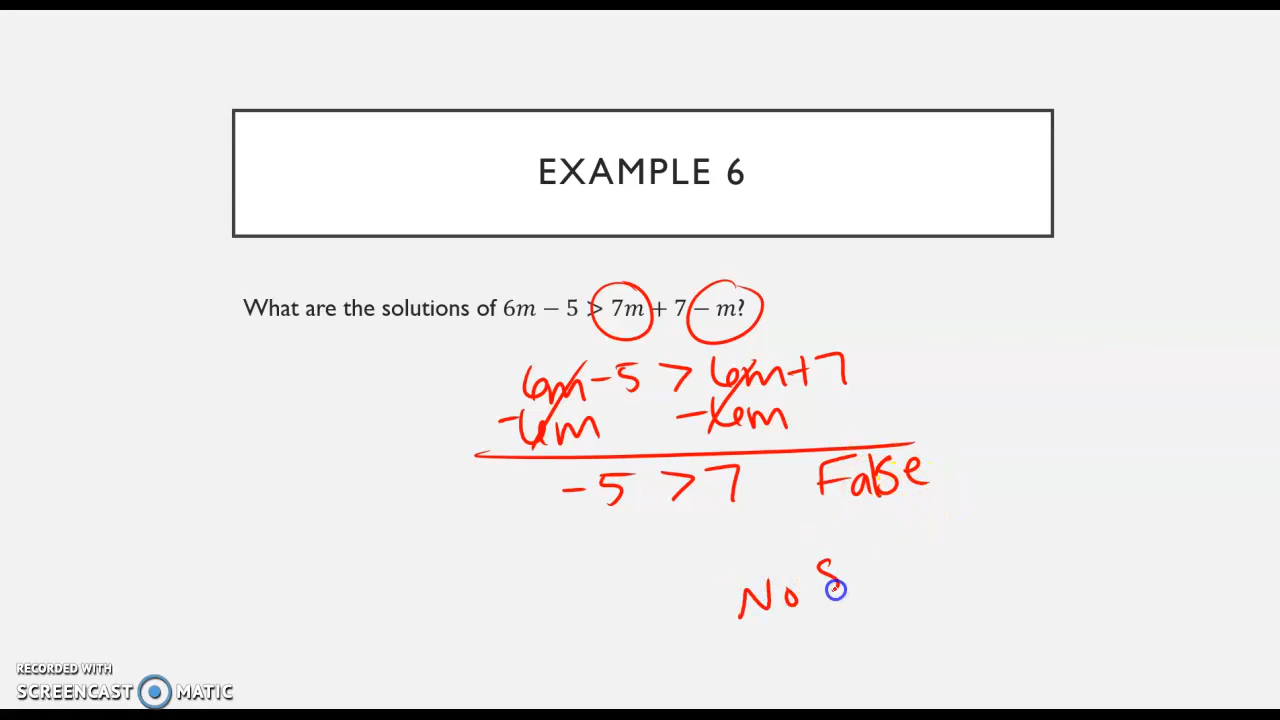 EXAMPLE 6
What are the solutions of 6m − 5 > 7m + 7 − m?
6m - 5 > 6m + 7
-6m -6m
-5 > 7 False
No S
RECORDED WITH
SCREENCAST MATIC